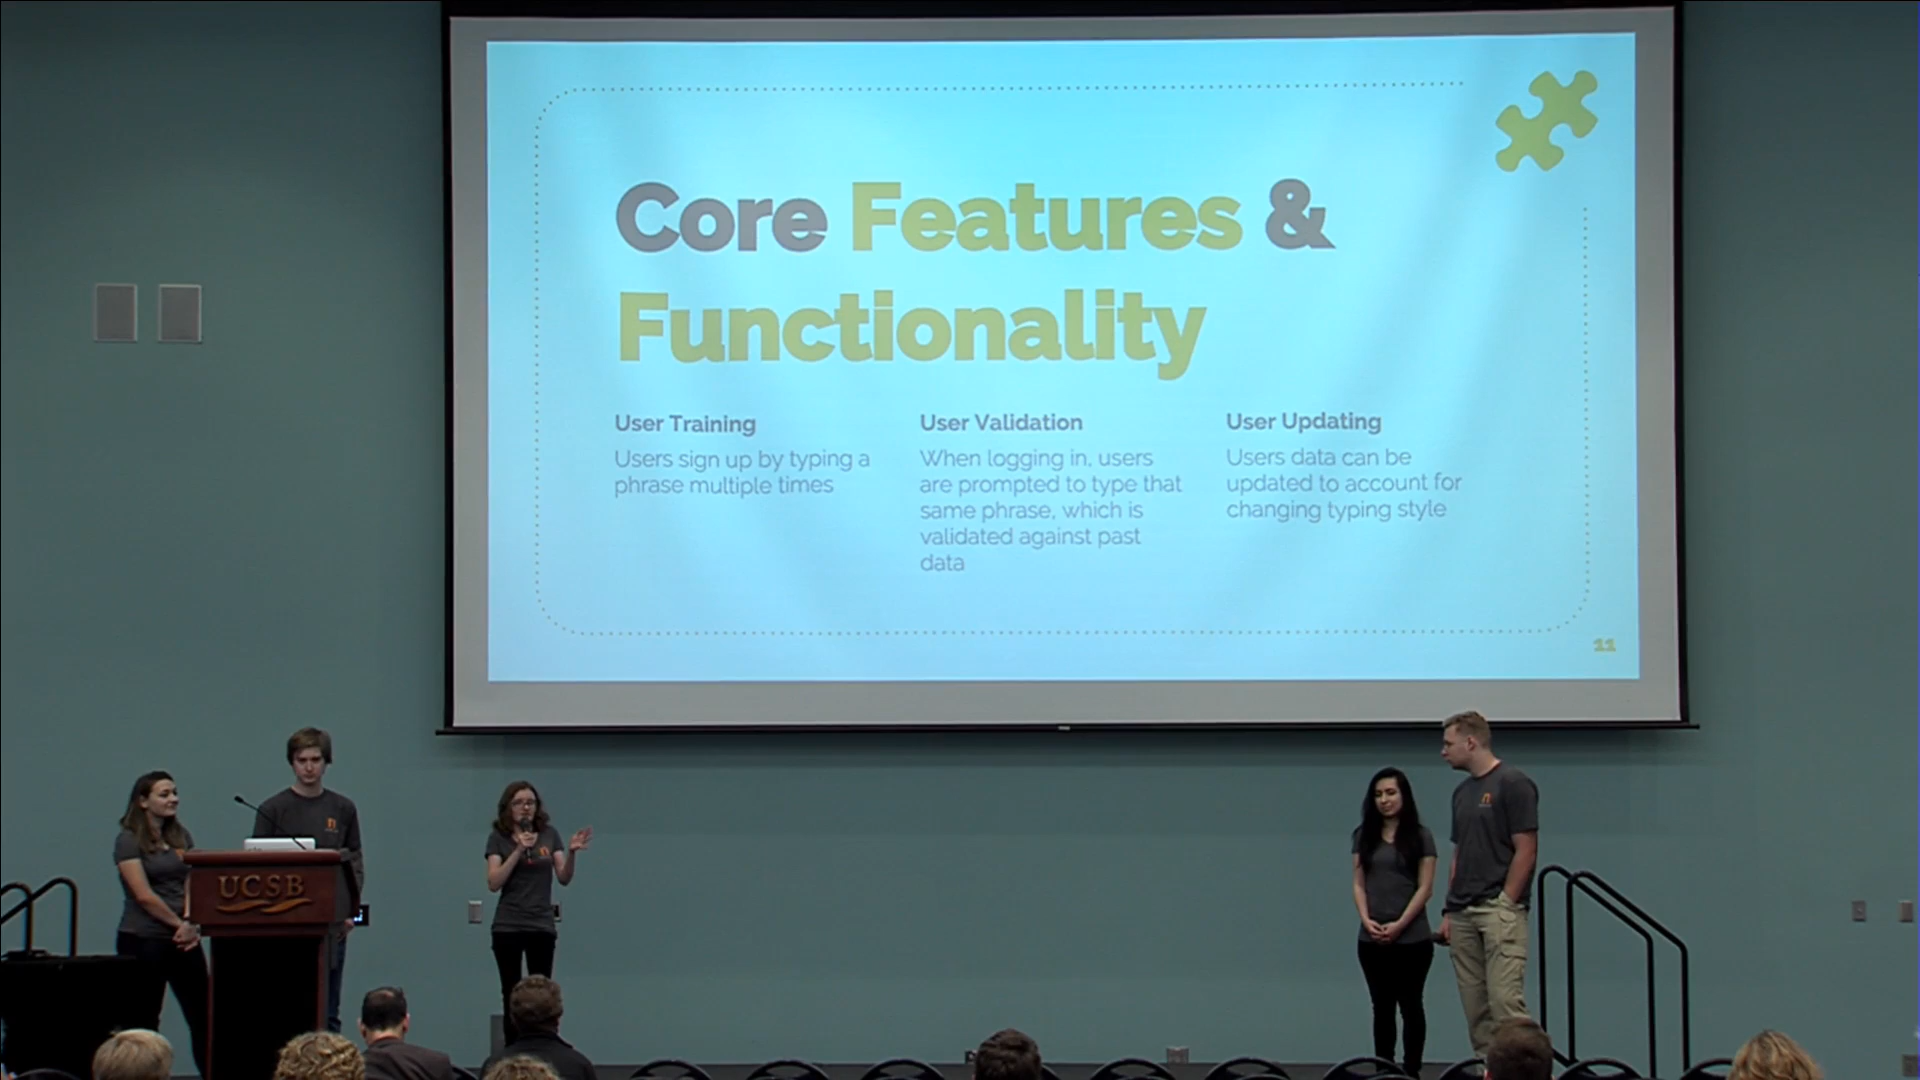 Core Features &
Functionality
User Training
Users sign up by typing a
phrase multiple times
User Validation
When logging in, users
are prompted to type that
same phrase, which is
validated against past
data
User Updating
Users data can be
updated to account for
changing typing style
11
UCSB